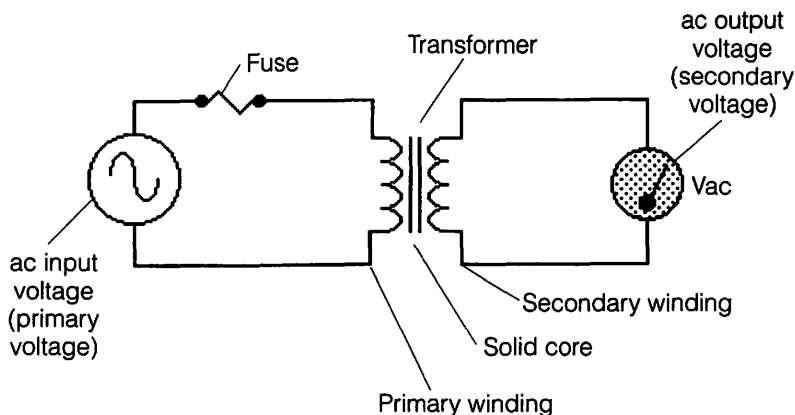 Fuse
Transformer
ac output
voltage
(secondary
voltage)
Vac
ac input
voltage
(primary
voltage)
Secondary winding
Solid core
Primary winding